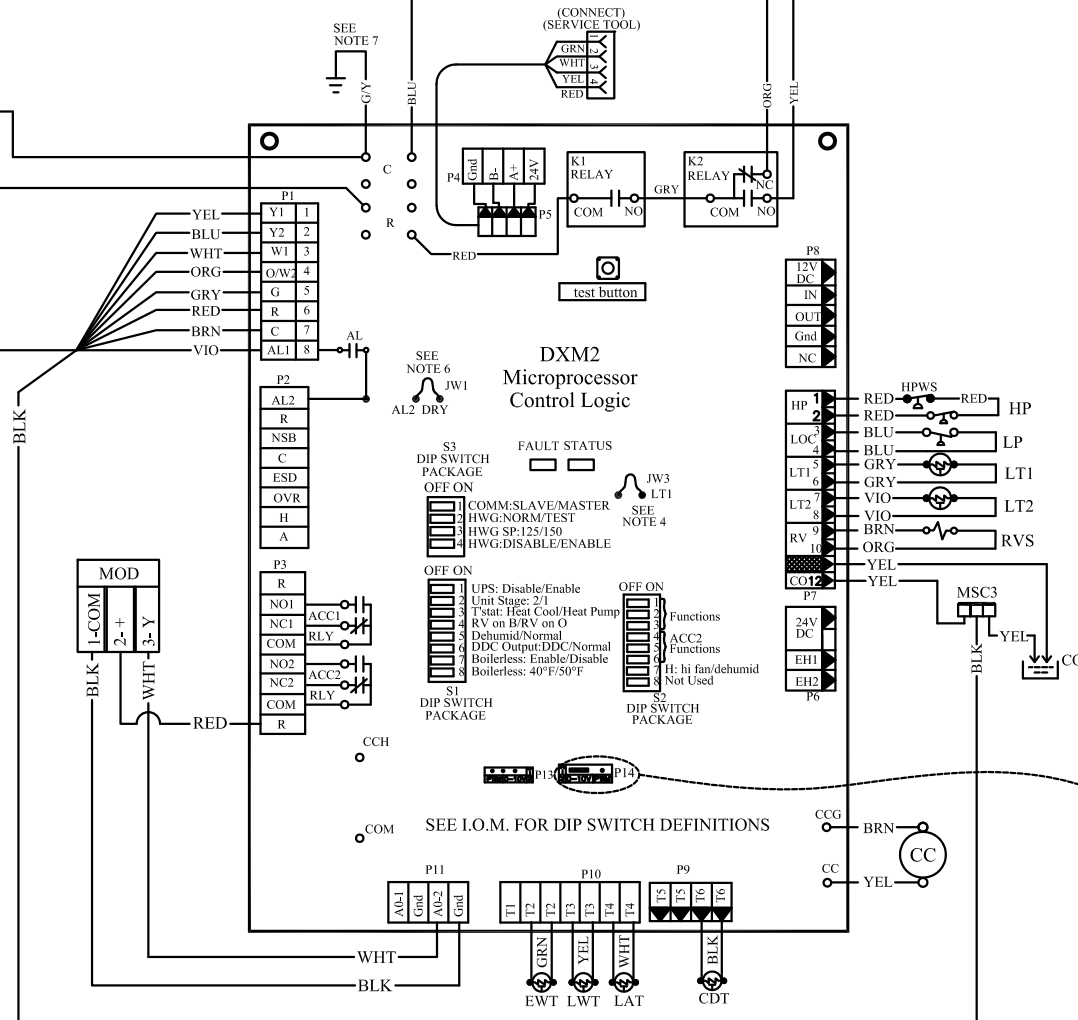 (CONNECT)
(SERVICE TOOL)
1
GRN
2
WHT
3
YEL
4
RED
SEE
NOTE 7
G/Y
BLU
ORG
YEL
C
R
P4
Gnd
B-
A+
24V
P5
K1
RELAY
COM
NO
GRY
K2
RELAY
NC
COM
NO
RED
test button
P1
YEL Y1 1
BLU Y2 2
WHT W1 3
ORG O/W2 4
GRY G 5
RED R 6
BRN C 7
VIO AL1 8
AL
BLK
P2
AL2
R
NSB
C
ESD
OVR
H
A
SEE
NOTE 6
JW1
AL2 DRY
DXM2
Microprocessor
Control Logic
FAULT STATUS
JW3
LT1
SEE
NOTE 4
S3
DIP SWITCH
PACKAGE
OFF ON
1 COMM:SLAVE/MASTER
2 HWG:NORM/TEST
3 HWG SP:125/150
4 HWG:DISABLE/ENABLE
OFF ON
1 UPS: Disable/Enable
2 Unit Stage: 2/1
3 T'stat: Heat Cool/Heat Pump
4 RV on B/RV on O
5 Dehumid/Normal
6 DDC Output:DDC/Normal
7 Boilerless: Enable/Disable
8 Boilerless: 40°F/50°F
S1
DIP SWITCH
PACKAGE
OFF ON
1
2 Functions
3
4 ACC2
5 Functions
6
7 H: hi fan/dehumid
8 Not Used
S2
DIP SWITCH
PACKAGE
P8
12V
DC
IN
OUT
Gnd
NC
HP 1 RED HPWS RED
2 RED HP
LOC 3 BLU
4 BLU LP
LT1 5 GRY
6 GRY LT1
LT2 7 VIO
8 VIO LT2
RV 9 BRN
10 ORG RVS
YEL
CO 12 YEL
P7
MSC3
YEL
BLK
24V
DC
EH1
EH2
P6
P3
R
NO1
NC1
COM
NO2
NC2
COM
R
ACC1
RLY
ACC2
RLY
MOD
1-COM
2- +
3- Y
BLK
WHT
RED
CCH
COM
P13
P14
SEE I.O.M. FOR DIP SWITCH DEFINITIONS
CCG BRN
CC
CC YEL
P11
A0-1
Gnd
A0-2
Gnd
P10
T1
T2
T2
T3
T3
T4
T4
P9
T5
T5
T6
T6
GRN
YEL
WHT
BLK
EWT LWT LAT CDT
WHT
BLK